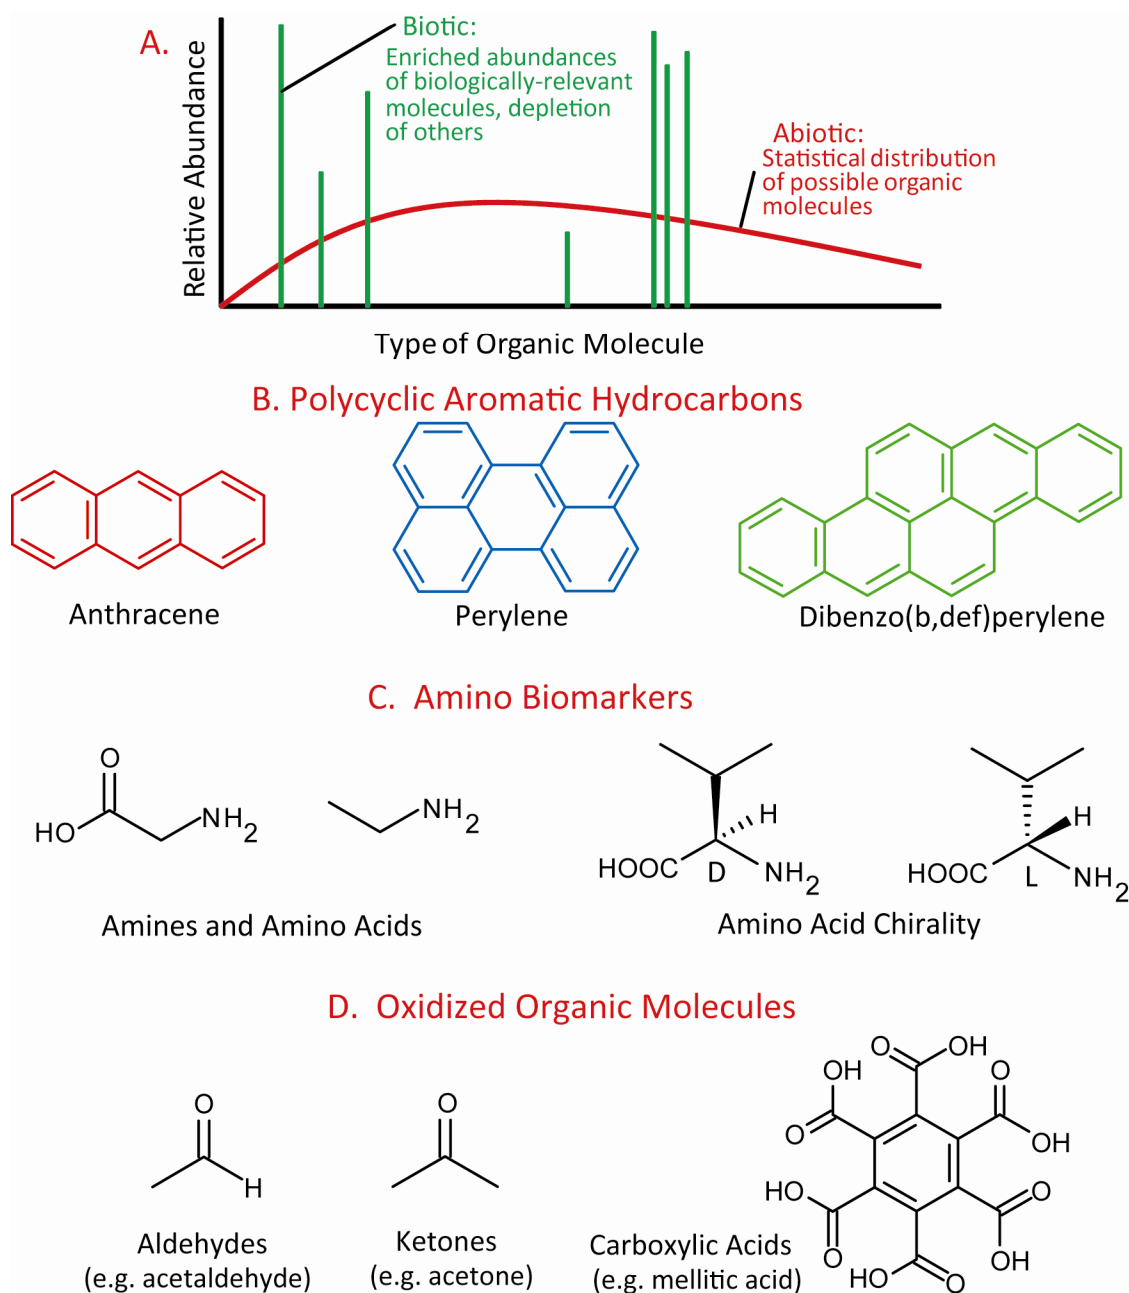 A.
Relative Abundance
Biotic:
Enriched abundances
of biologically-relevant
molecules, depletion
of others
Abiotic:
Statistical distribution
of possible organic
molecules
Type of Organic Molecule
B. Polycyclic Aromatic Hydrocarbons
Anthracene
Perylene
Dibenzo(b,def)perylene
C. Amino Biomarkers
O
HO
NH2
NH2
H
HOOC
D
NH2
H
HOOC
L
NH2
Amines and Amino Acids
Amino Acid Chirality
D. Oxidized Organic Molecules
O
H
O
O
OH
OH
O
O
OH
HO
O
O
OH
HO
O
Aldehydes
(e.g. acetaldehyde)
Ketones
(e.g. acetone)
Carboxylic Acids
(e.g. mellitic acid)